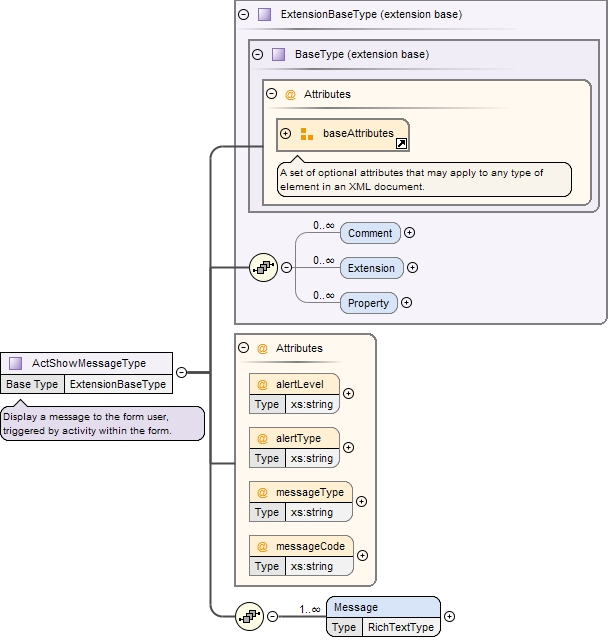 ExtensionBaseType (extension base)
BaseType (extension base)
@ Attributes
baseAttributes
A set of optional attributes that may apply to any type of
element in an XML document.
0..∞
Comment
0..∞
Extension
0..∞
Property
ActShowMessageType
Base Type ExtensionBaseType
Display a message to the form user,
triggered by activity within the form.
@ Attributes
@ alertLevel
Type xs:string
@ alertType
Type xs:string
@ messageType
Type xs:string
@ messageCode
Type xs:string
1..∞
Message
Type RichTextType